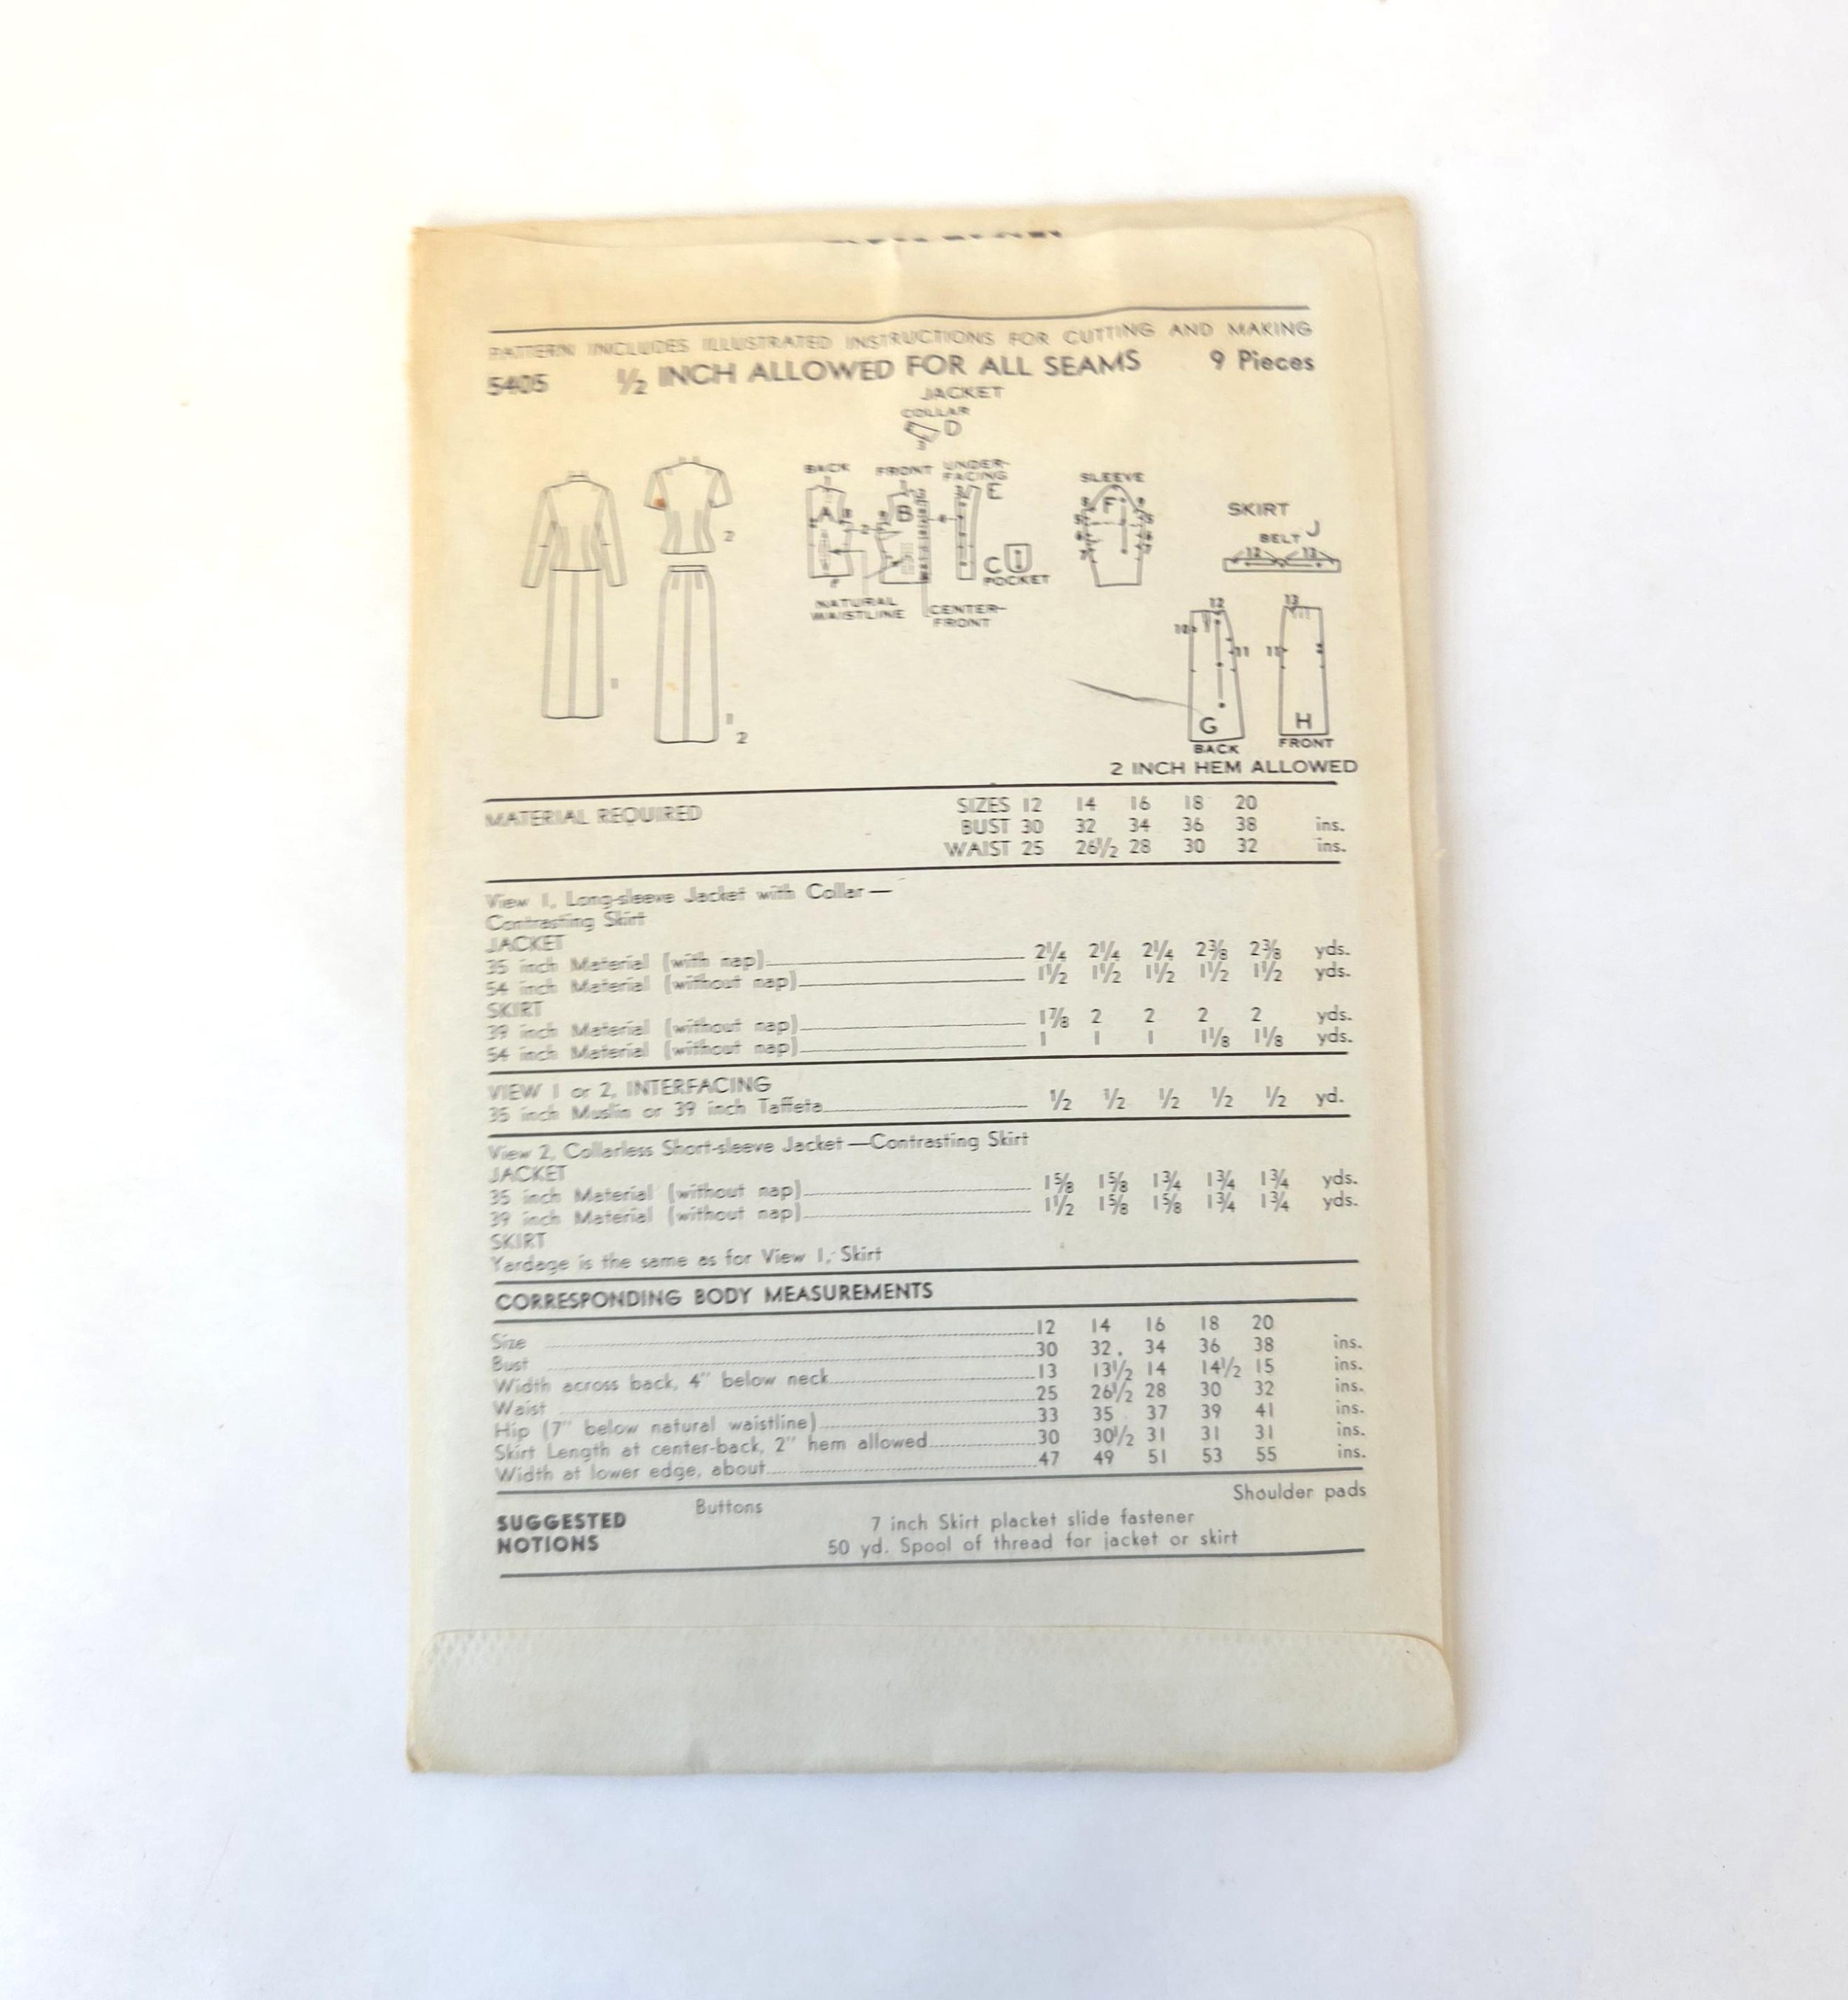 PATTERN INCLUDES ILLUSTRATED INSTRUCTIONS FOR CUTTING AND MAKING
5405 ½ INCH ALLOWED FOR ALL SEAMS 9 Pieces
JACKET
COLLAR
D
BACK FRONT UNDER-FACING E SLEEVE
A B F
SKIRT
BELT J
12 13
C
POCKET
NATURAL WAISTLINE
CENTER-FRONT
2
12 13
10 11 11
G H
BACK FRONT
2
2 INCH HEM ALLOWED
MATERIAL REQUIRED SIZES 12 14 16 18 20
BUST 30 32 34 36 38 ins.
WAIST 25 26½ 28 30 32 ins.
View 1, Long-sleeve Jacket with Collar—
Contrasting Skirt
JACKET
35 inch Material (with nap) 2¼ 2¼ 2¼ 2⅜ 2⅜ yds.
54 inch Material (without nap) 1½ 1½ 1½ 1½ 1½ yds.
SKIRT
39 inch Material (without nap) 1⅞ 2 2 2 2 yds.
54 inch Material (without nap) 1 1 1 1⅛ 1⅛ yds.
VIEW 1 or 2, INTERFACING
35 inch Muslin or 39 inch Taffeta ½ ½ ½ ½ ½ yd.
View 2, Collarless Short-sleeve Jacket—Contrasting Skirt
JACKET
35 inch Material (without nap) 1⅝ 1⅝ 1¾ 1¾ 1¾ yds.
39 inch Material (without nap) 1½ 1⅝ 1⅝ 1¾ 1¾ yds.
SKIRT
Yardage is the same as for View 1, Skirt
CORRESPONDING BODY MEASUREMENTS
Size 12 14 16 18 20
Bust 30 32 34 36 38 ins.
Width across back, 4" below neck 13 13½ 14 14½ 15 ins.
Waist 25 26½ 28 30 32 ins.
Hip (7" below natural waistline) 33 35 37 39 41 ins.
Skirt Length at center-back, 2" hem allowed 30 30½ 31 31 31 ins.
Width at lower edge, about 47 49 51 53 55 ins.
SUGGESTED NOTIONS Buttons Shoulder pads
7 inch Skirt placket slide fastener
50 yd. Spool of thread for jacket or skirt